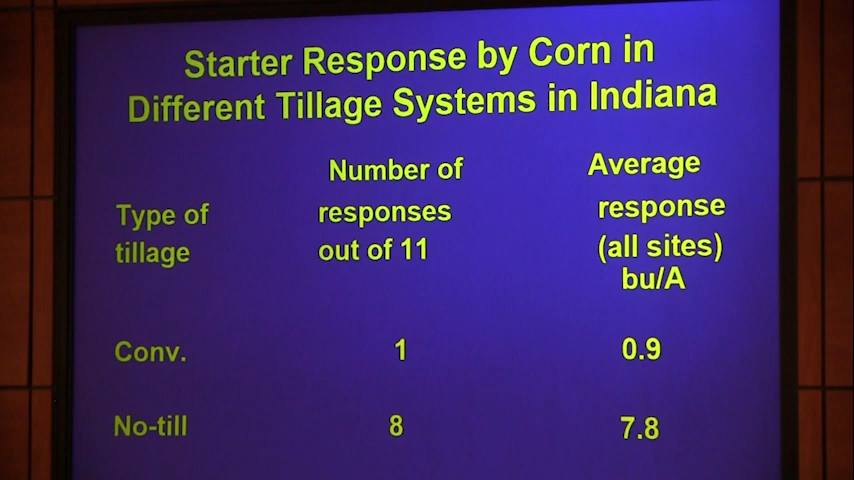 Starter Response by Corn in
Different Tillage Systems in Indiana
Type of
tillage
Number of
responses
out of 11
Average
response
(all sites)
bu/A
Conv. 1 0.9
No-till 8 7.8